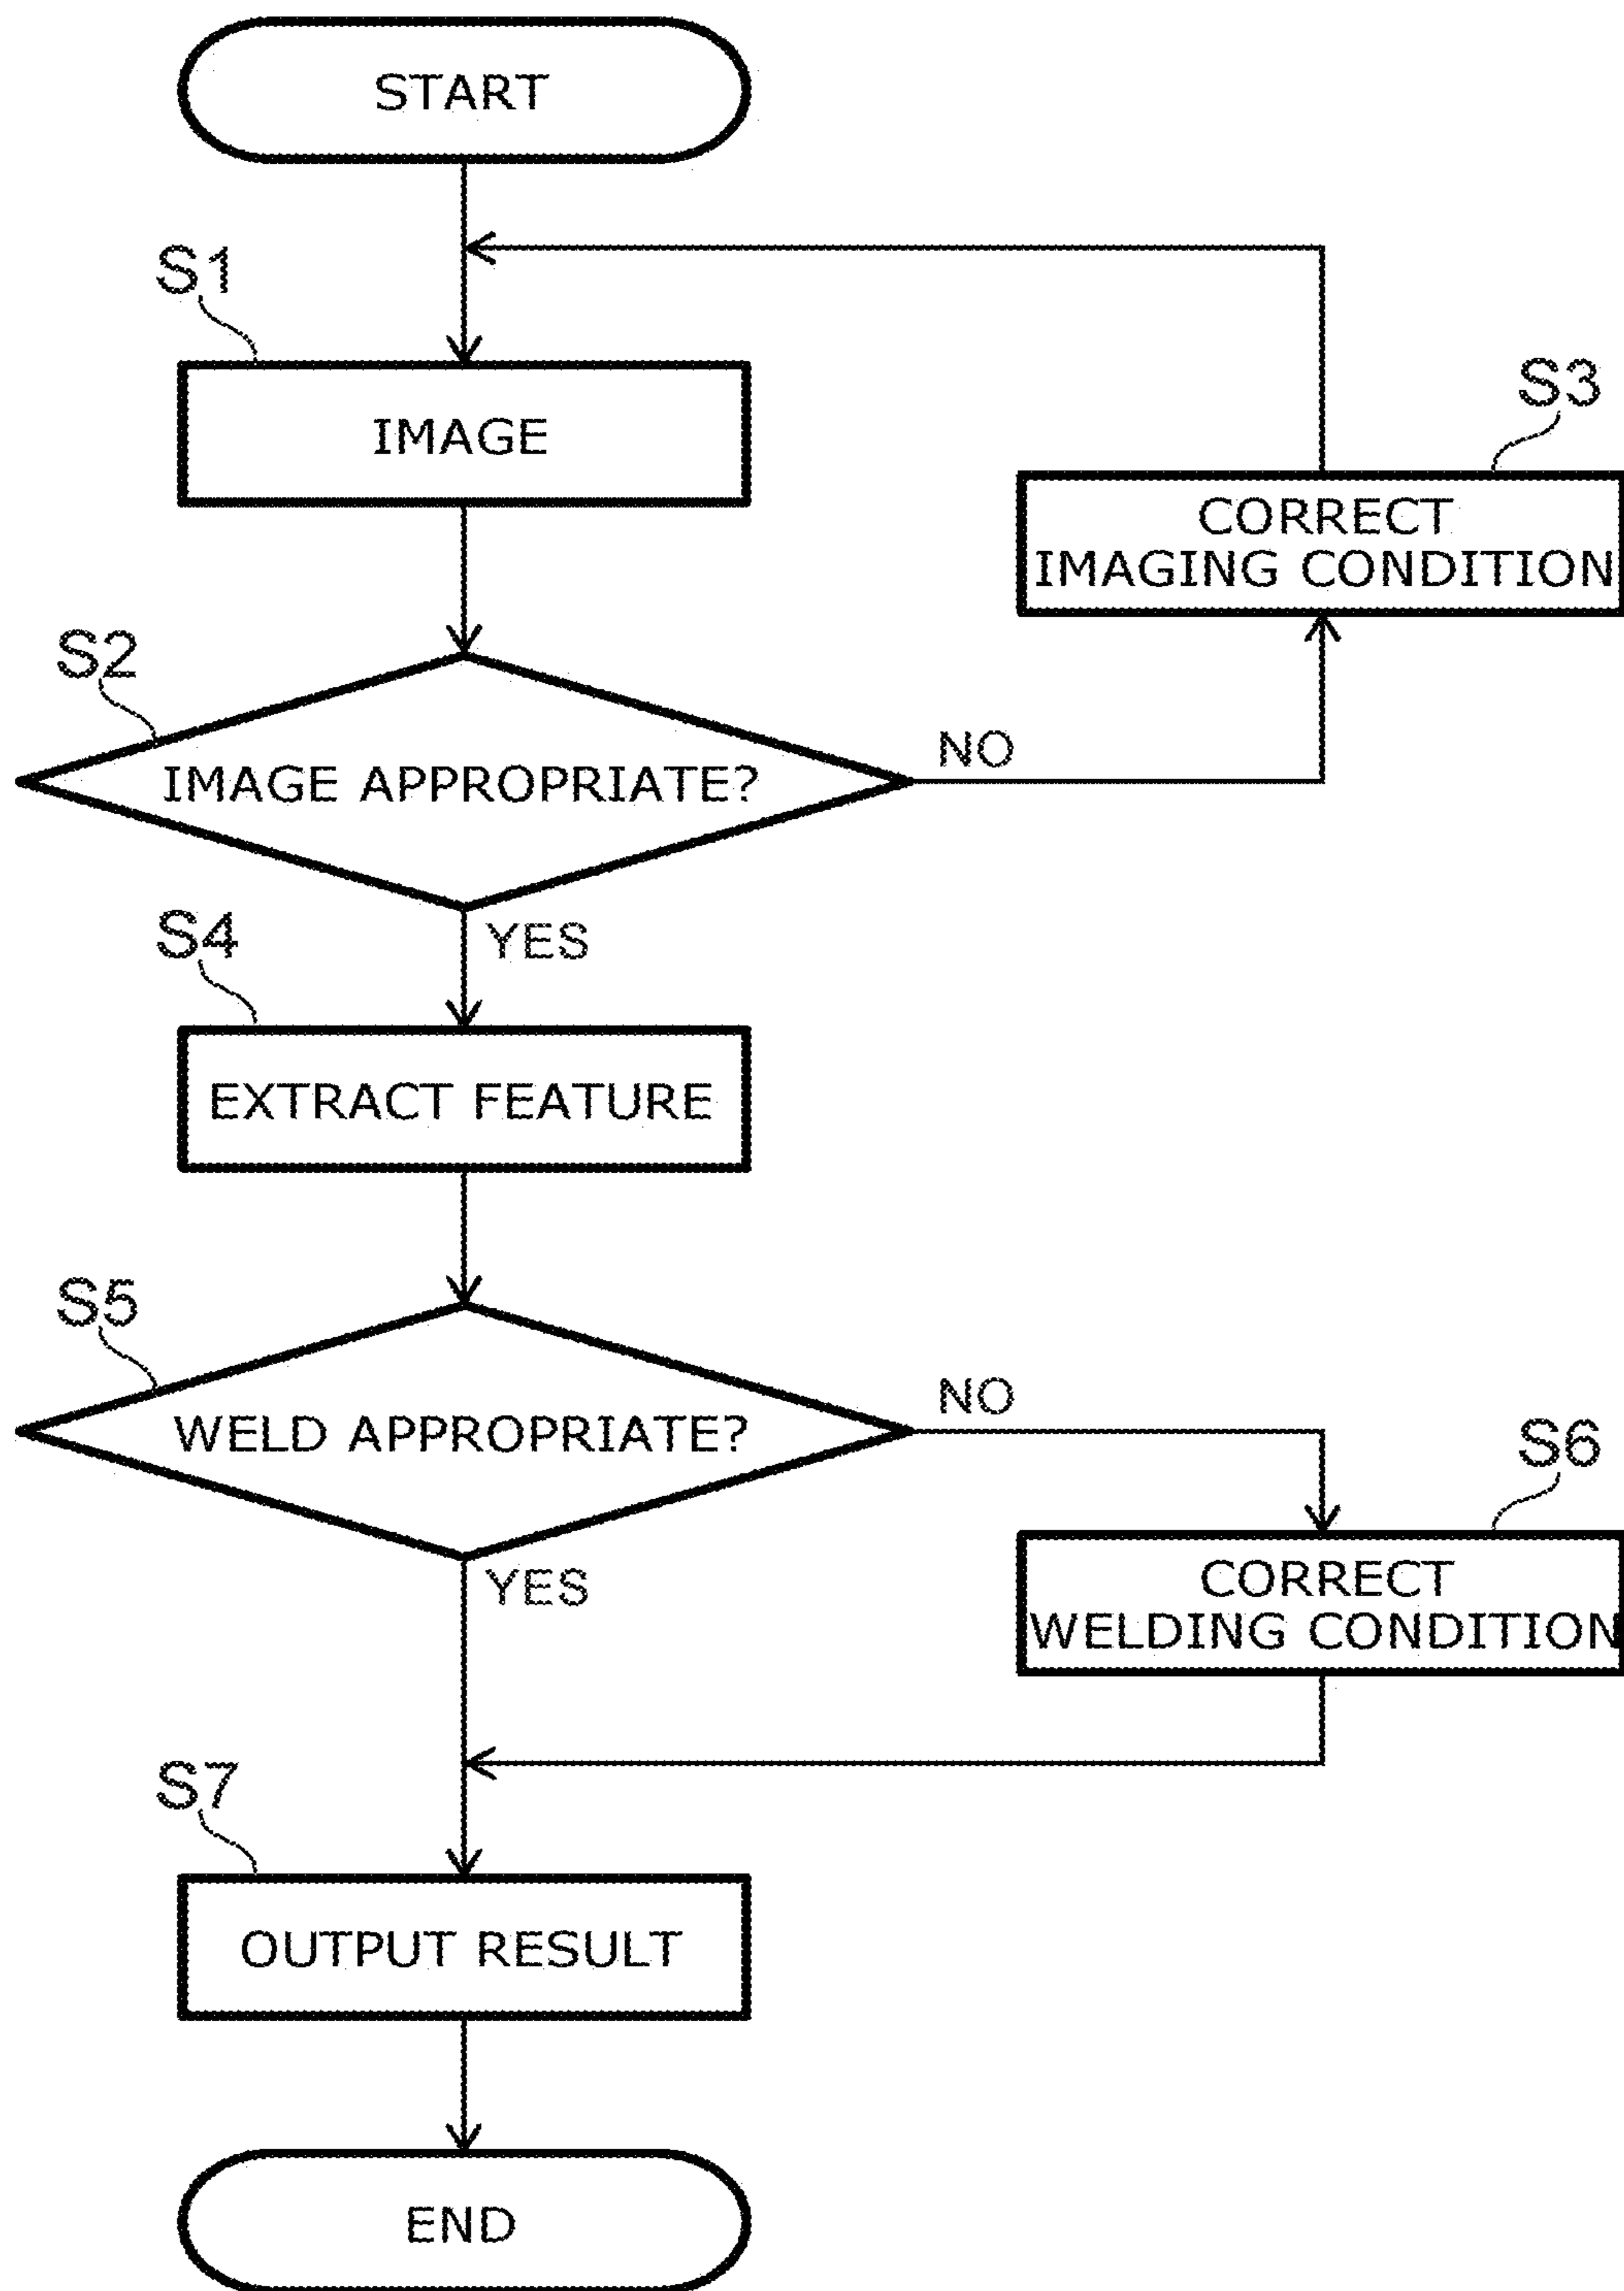 START
S1
IMAGE
S3
CORRECT
IMAGING CONDITION
S2
IMAGE APPROPRIATE?
NO
YES
S4
EXTRACT FEATURE
S5
WELD APPROPRIATE?
NO
S6
CORRECT
WELDING CONDITION
YES
S7
OUTPUT RESULT
END